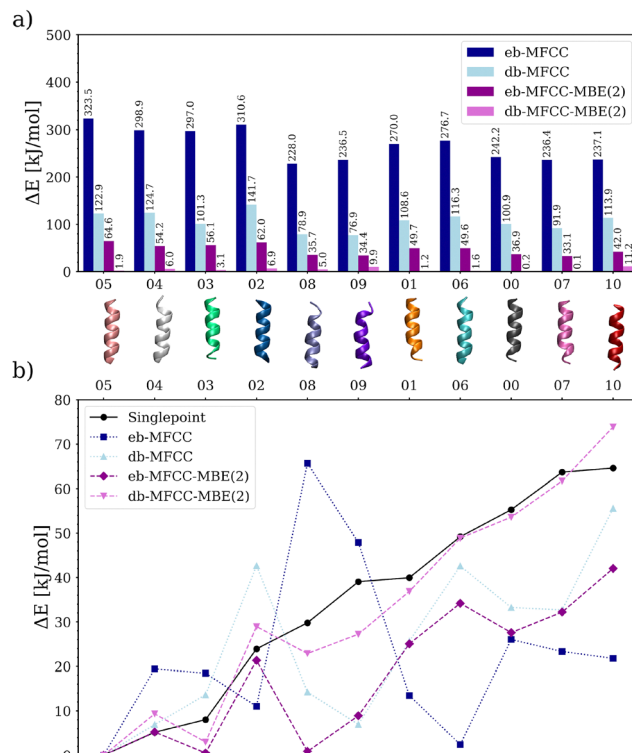 a)
ΔE [kJ/mol]
500
400
300
200
100
0
eb-MFCC
db-MFCC
eb-MFCC-MBE(2)
db-MFCC-MBE(2)
323.5 122.9 64.6 1.9
298.9 124.7 54.2 6.0
297.0 101.3 56.1 3.1
310.6 141.7 62.0 6.9
228.0 78.9 35.7 5.0
236.5 76.9 34.4 9.9
270.0 108.6 49.7 1.2
276.7 116.3 49.6 1.6
242.2 100.9 36.9 0.2
236.4 91.9 33.1 0.1
237.1 113.9 42.0 11.2
05 04 03 02 08 09 01 06 00 07 10
b)
05 04 03 02 08 09 01 06 00 07 10
ΔE [kJ/mol]
80
70
60
50
40
30
20
10
0
Singlepoint
eb-MFCC
db-MFCC
eb-MFCC-MBE(2)
db-MFCC-MBE(2)